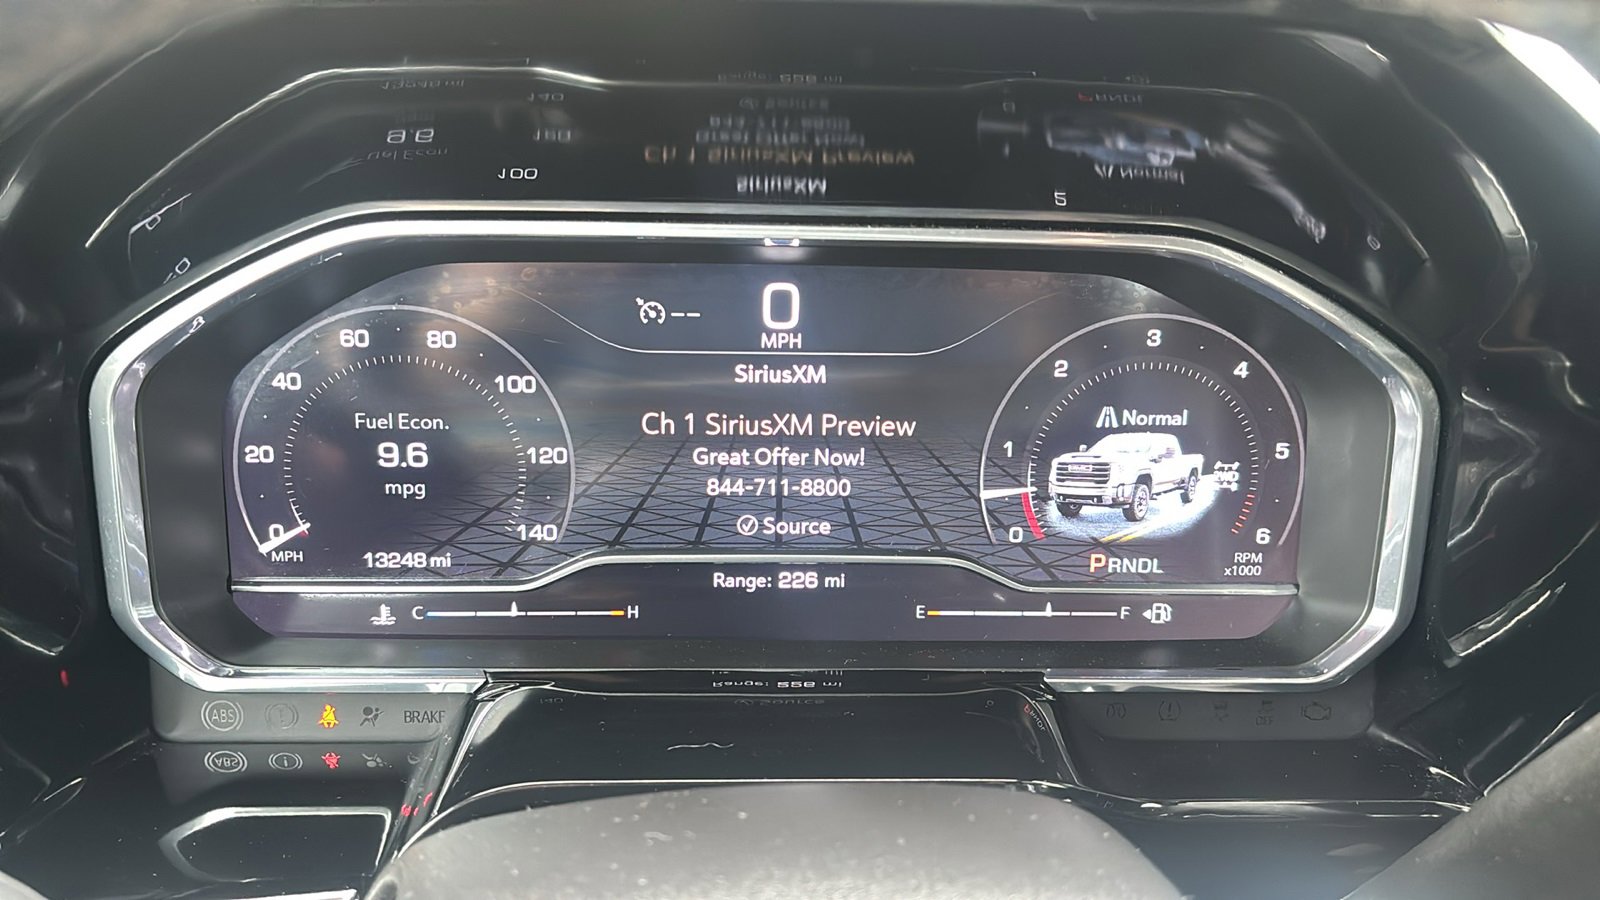 0
MPH
SiriusXM
Ch 1 SiriusXM Preview
Great Offer Now!
844-711-8800
Source
Range: 226 mi
0
20
40
60
80
100
120
140
MPH
Fuel Econ.
9.6
mpg
13248 mi
0
1
2
3
4
5
6
RPM
x1000
Normal
GMC
2WD
PRNDL
C H
E F
ABS
BRAKE